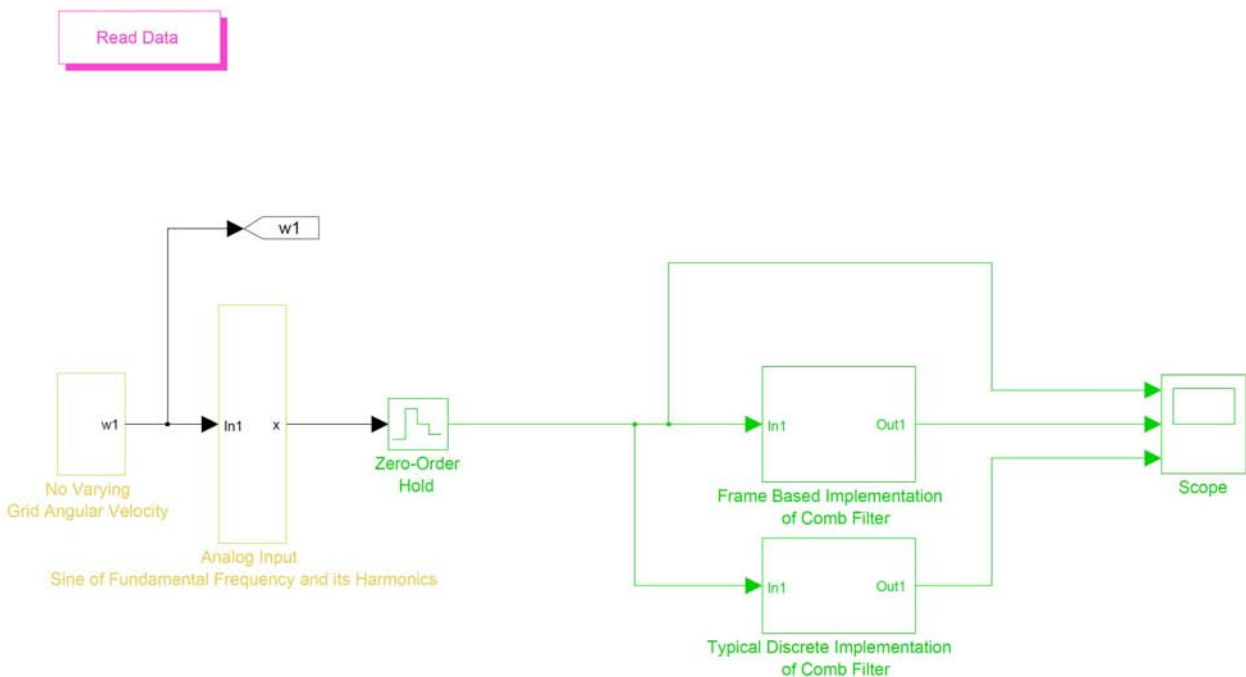 Read Data
w1
w1
No Varying
Grid Angular Velocity
In1
x
Analog Input
Sine of Fundamental Frequency and its Harmonics
Zero-Order
Hold
In1
Out1
Frame Based Implementation
of Comb Filter
In1
Out1
Typical Discrete Implementation
of Comb Filter
Scope